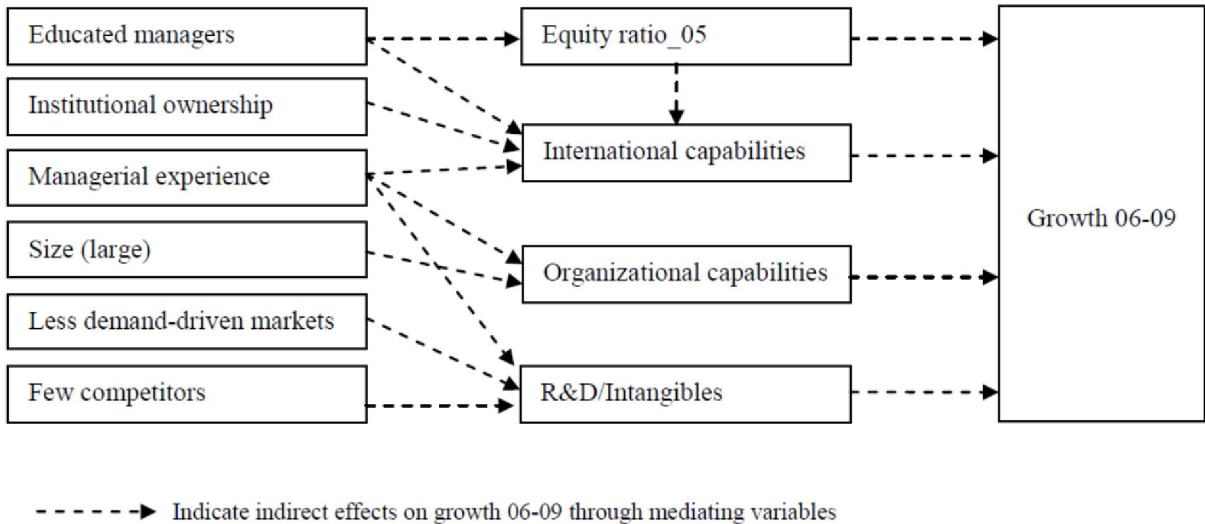 Educated managers
Institutional ownership
Managerial experience
Size (large)
Less demand-driven markets
Few competitors
Equity ratio_05
International capabilities
Organizational capabilities
R&D/Intangibles
Growth 06-09
Indicate indirect effects on growth 06-09 through mediating variables